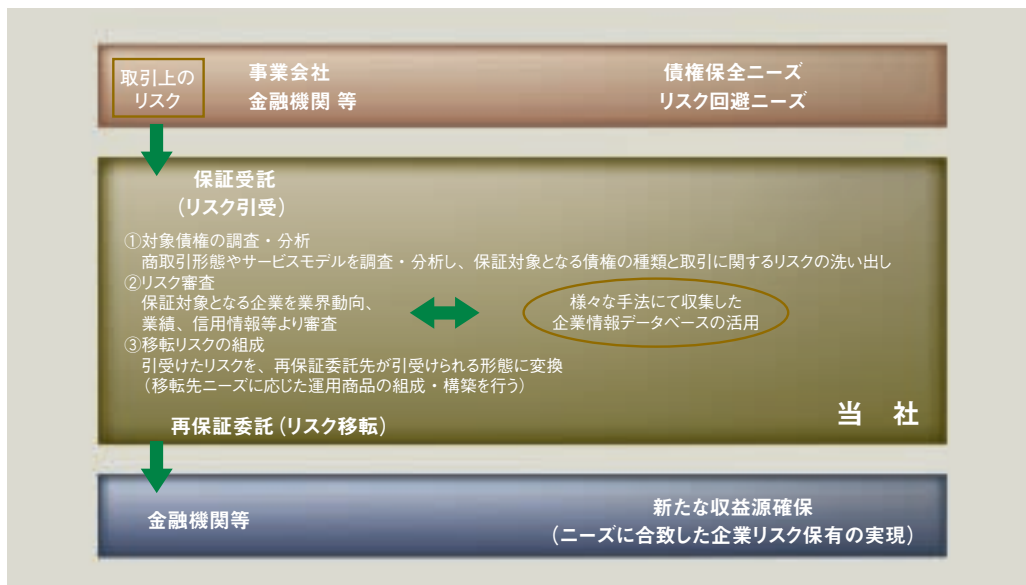 取引上の
リスク
事業会社
金融機関 等
債権保全ニーズ
リスク回避ニーズ
保証受託
(リスク引受)
①対象債権の調査・分析
商取引形態やサービスモデルを調査・分析し、保証対象となる債権の種類と取引に関するリスクの洗い出し
②リスク審査
保証対象となる企業を業界動向、
業績、信用情報等より審査
様々な手法にて収集した
企業情報データベースの活用
③移転リスクの組成
引受けたリスクを、再保証委託先が引受けられる形態に変換
(移転先ニーズに応じた運用商品の組成・構築を行う)
再保証委託(リスク移転)
当 社
金融機関等
新たな収益源確保
(ニーズに合致した企業リスク保有の実現)